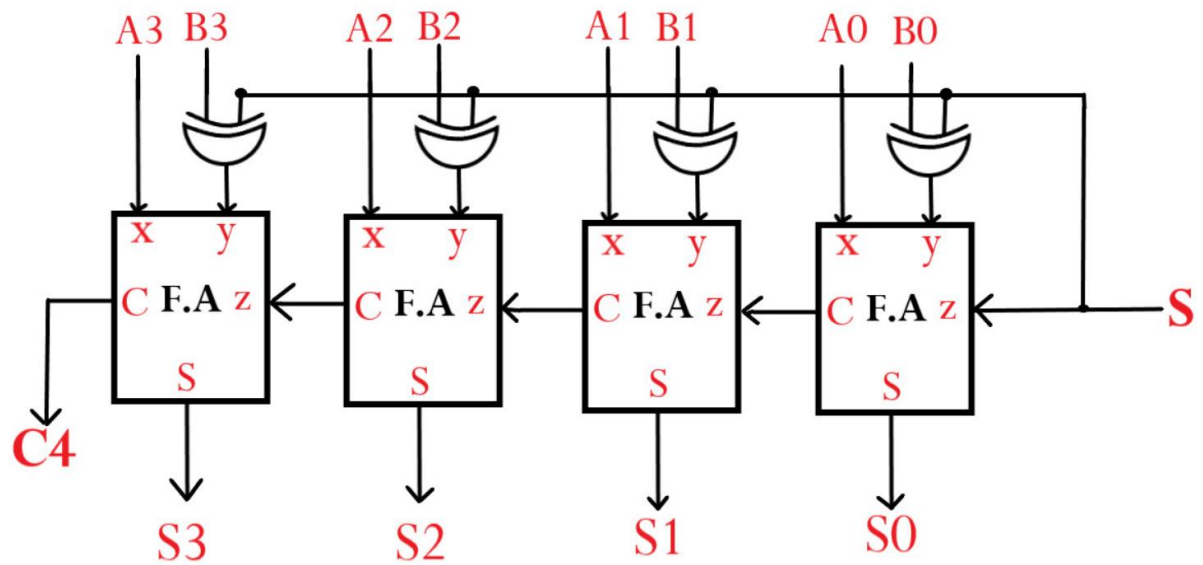 A3 B3 A2 B2 A1 B1 A0 B0
x y x y x y x y
C F.A z C F.A z C F.A z C F.A z S
S S S S
C4
S3 S2 S1 S0